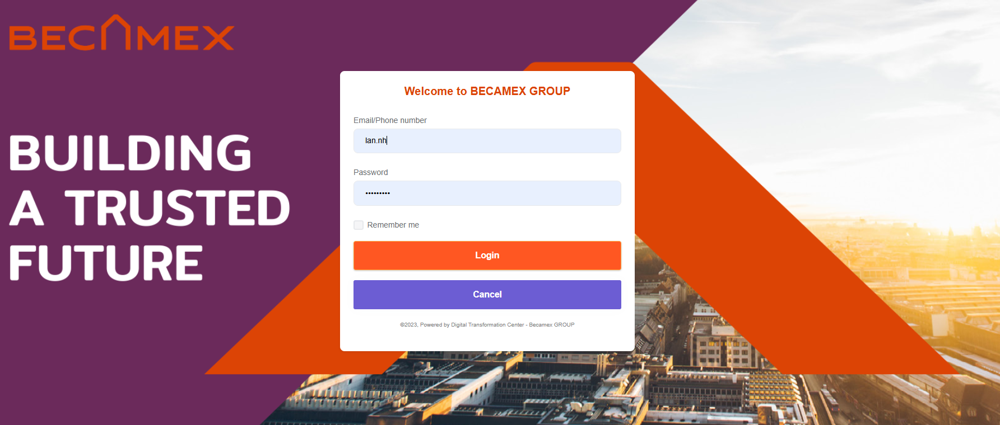 BECAMEX
BUILDING
A TRUSTED
FUTURE
Welcome to BECAMEX GROUP
Email/Phone number
lan.nh
Password
•••••••••
Remember me
Login
Cancel
©2023, Powered by Digital Transformation Center - Becamex GROUP